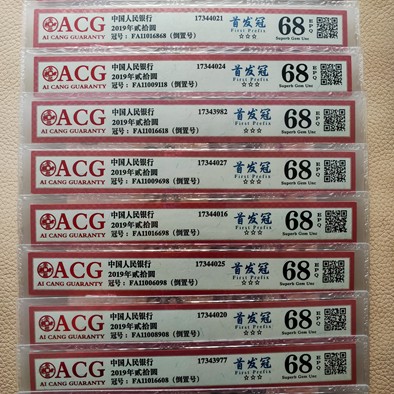 ACG
AI CANG GUARANTY
中国人民银行
2019年贰拾圆
冠号：FA11016868（倒置号）
17344021
首发冠
First Prefix
☆☆☆
68
EPQ
Superb Gem Unc
ACG
AI CANG GUARANTY
中国人民银行
2019年贰拾圆
冠号：FA11009118（倒置号）
17344024
首发冠
First Prefix
☆☆☆
68
EPQ
Superb Gem Unc
ACG
AI CANG GUARANTY
中国人民银行
2019年贰拾圆
冠号：FA11016618（倒置号）
17343982
首发冠
First Prefix
☆☆☆
68
EPQ
Superb Gem Unc
ACG
AI CANG GUARANTY
中国人民银行
2019年贰拾圆
冠号：FA11009698（倒置号）
17344027
首发冠
First Prefix
☆☆☆
68
EPQ
Superb Gem Unc
ACG
AI CANG GUARANTY
中国人民银行
2019年贰拾圆
冠号：FA11016698（倒置号）
17344016
首发冠
First Prefix
☆☆☆
68
EPQ
Superb Gem Unc
ACG
AI CANG GUARANTY
中国人民银行
2019年贰拾圆
冠号：FA11006098（倒置号）
17344025
首发冠
First Prefix
☆☆☆
68
EPQ
Superb Gem Unc
ACG
AI CANG GUARANTY
中国人民银行
2019年贰拾圆
冠号：FA11008908（倒置号）
17344020
首发冠
First Prefix
☆☆☆
68
EPQ
Superb Gem Unc
ACG
AI CANG GUARANTY
中国人民银行
2019年贰拾圆
冠号：FA11016608（倒置号）
17343977
首发冠
First Prefix
☆☆☆
68
EPQ
Superb Gem Unc